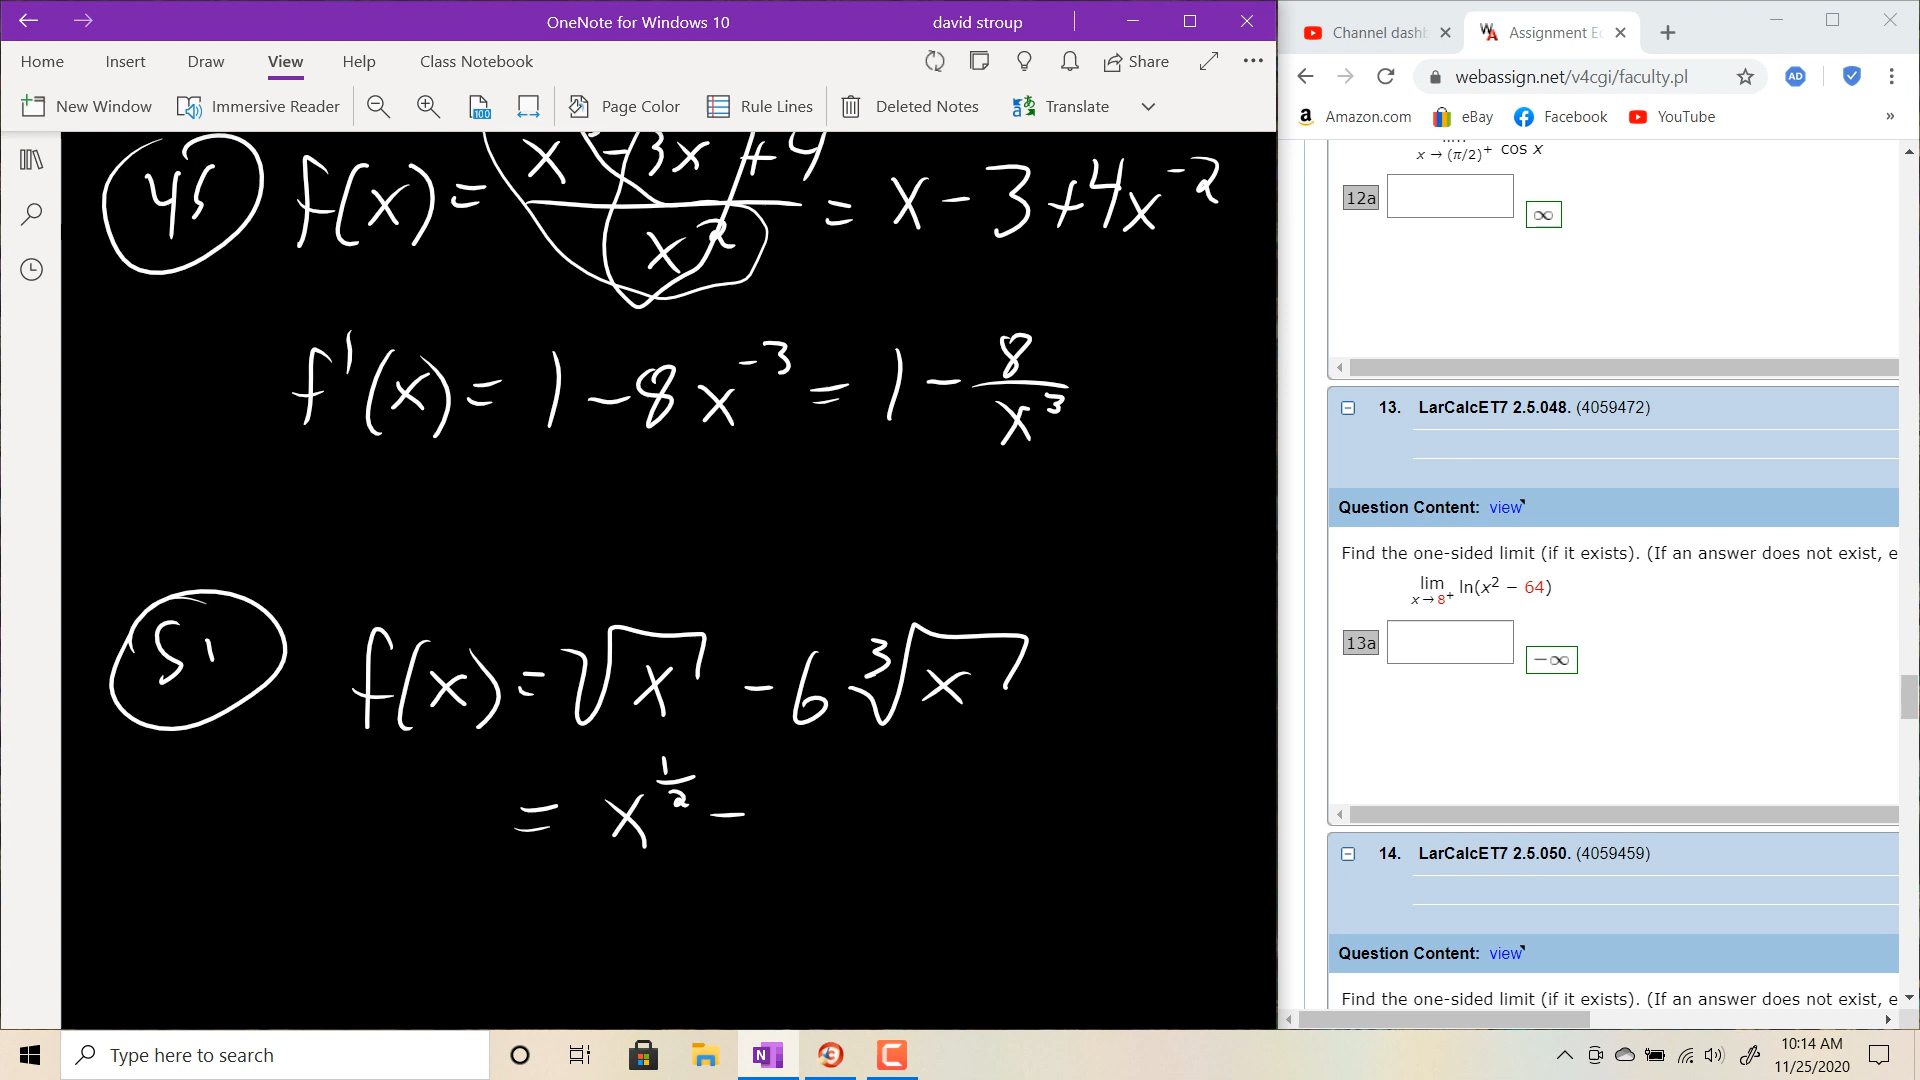 OneNote for Windows 10
david stroup
Home Insert Draw View Help Class Notebook
Share
New Window Immersive Reader 100 Page Color Rule Lines Deleted Notes Translate
45 f(x) = x³ - 3x² + 4 / x² = x - 3 + 4x⁻²
f'(x) = 1 - 8x⁻³ = 1 - 8/x³
51 f(x) = √x - 6 ∛x
= x^(1/2) -
Channel dashb
Assignment Ed
webassign.net/v4cgi/faculty.pl
AD
Amazon.com eBay Facebook YouTube »
x → (π/2)⁺ cos x
12a
∞
13. LarCalcET7 2.5.048. (4059472)
Question Content: view
Find the one-sided limit (if it exists). (If an answer does not exist, e
lim ln(x² − 64)
x→8⁺
13a
−∞
14. LarCalcET7 2.5.050. (4059459)
Question Content: view
Find the one-sided limit (if it exists). (If an answer does not exist, e
Type here to search
10:14 AM
11/25/2020